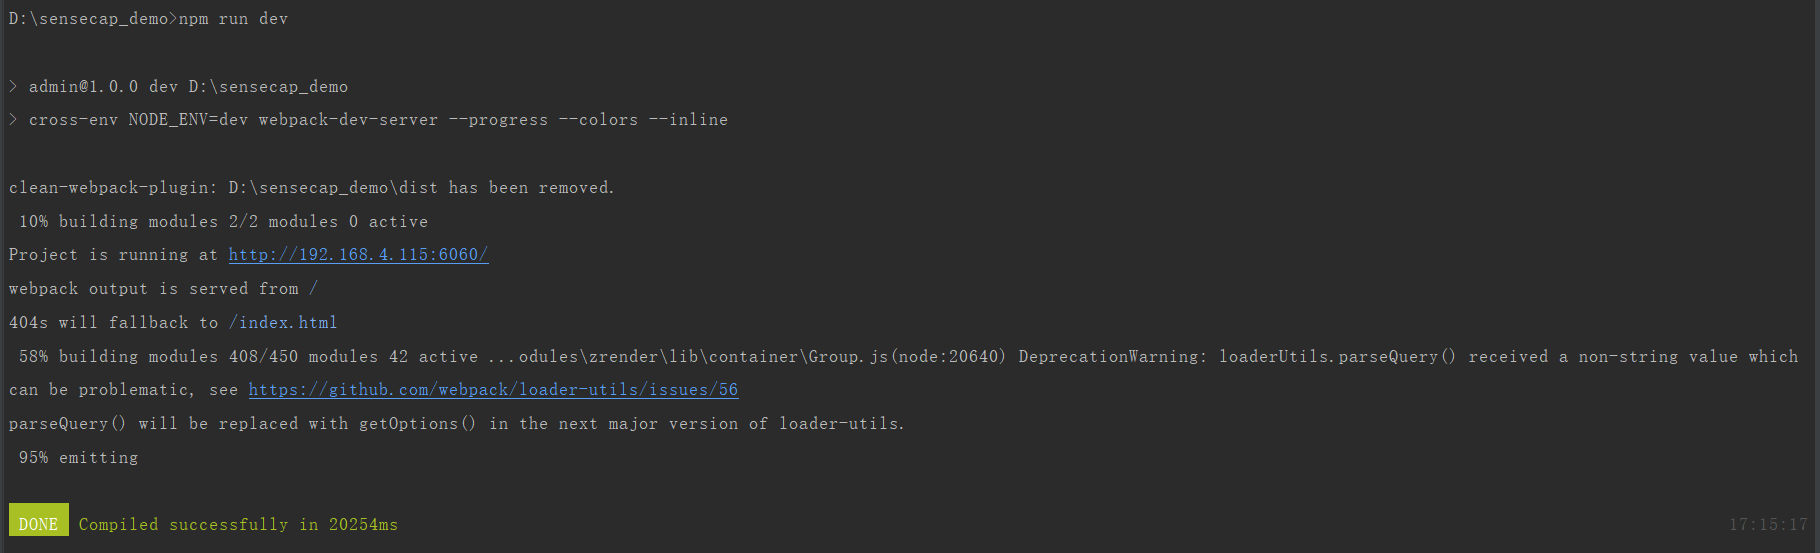 D:\sensecap_demo>npm run dev
> admin@1.0.0 dev D:\sensecap_demo
> cross-env NODE_ENV=dev webpack-dev-server --progress --colors --inline
clean-webpack-plugin: D:\sensecap_demo\dist has been removed.
10% building modules 2/2 modules 0 active
Project is running at http://192.168.4.115:6060/
webpack output is served from /
404s will fallback to /index.html
58% building modules 408/450 modules 42 active ...odules\zrender\lib\container\Group.js(node:20640) DeprecationWarning: loaderUtils.parseQuery() received a non-string value which
can be problematic, see https://github.com/webpack/loader-utils/issues/56
parseQuery() will be replaced with getOptions() in the next major version of loader-utils.
95% emitting
DONE Compiled successfully in 20254ms 17:15:17